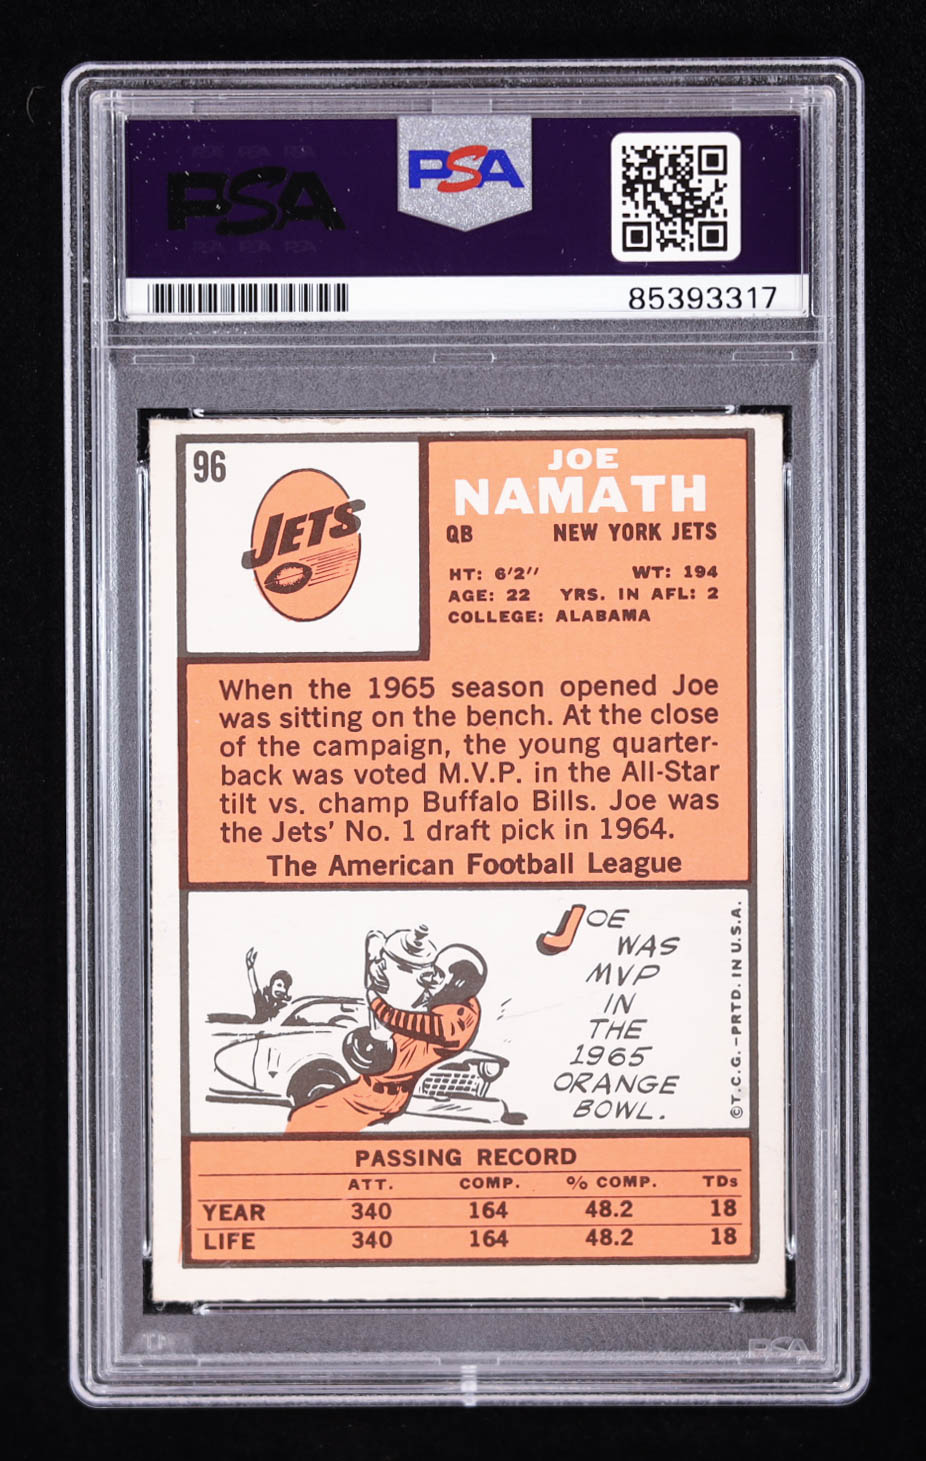 PSA
PSA
85393317
96
JETS
JOE
NAMATH
QB NEW YORK JETS
HT: 6'2" WT: 194
AGE: 22 YRS. IN AFL: 2
COLLEGE: ALABAMA
When the 1965 season opened Joe
was sitting on the bench. At the close
of the campaign, the young quarter-
back was voted M.V.P. in the All-Star
tilt vs. champ Buffalo Bills. Joe was
the Jets' No. 1 draft pick in 1964.
The American Football League
JOE
WAS
MVP
IN
THE
1965
ORANGE
BOWL.
©T.C.G.–PRTD. IN U.S.A.
PASSING RECORD
ATT. COMP. % COMP. TDs
YEAR 340 164 48.2 18
LIFE 340 164 48.2 18
PSA